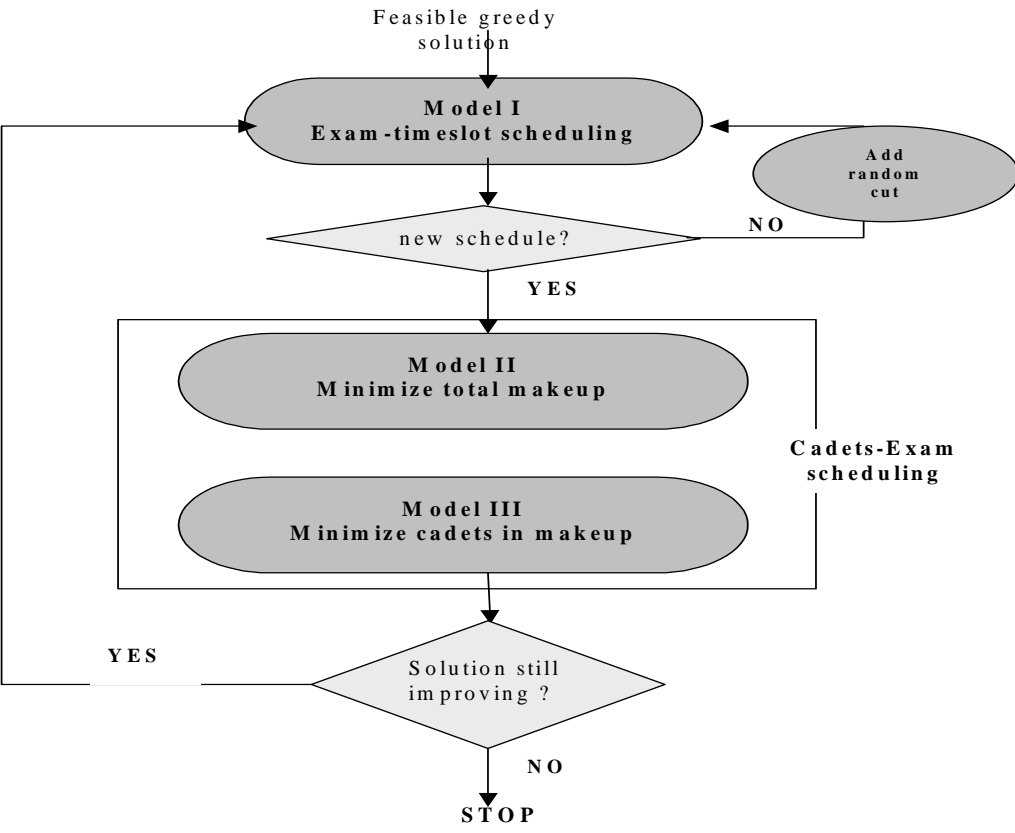 Feasible greedy
solution
Model I
Exam-timeslot scheduling
Add
random
cut
new schedule?
NO
YES
Model II
Minimize total makeup
Cadets-Exam
scheduling
Model III
Minimize cadets in makeup
YES
Solution still
improving ?
NO
STOP